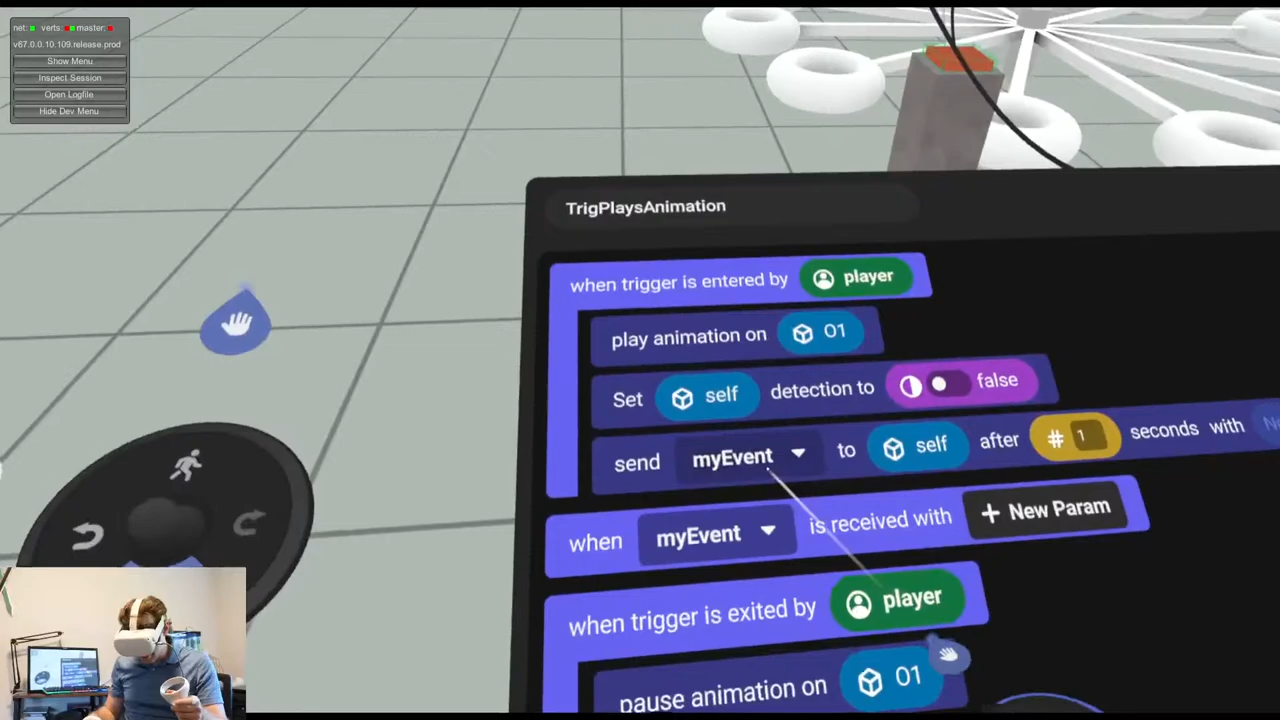 net: verts: master:
v67.0.0.10.109.release.prod
Show Menu
Inspect Session
Open Logfile
Hide Dev Menu
TrigPlaysAnimation
when trigger is entered by player
play animation on O1
Set self detection to false
send myEvent to self after # 1 seconds with
when myEvent is received with + New Param
when trigger is exited by player
pause animation on O1